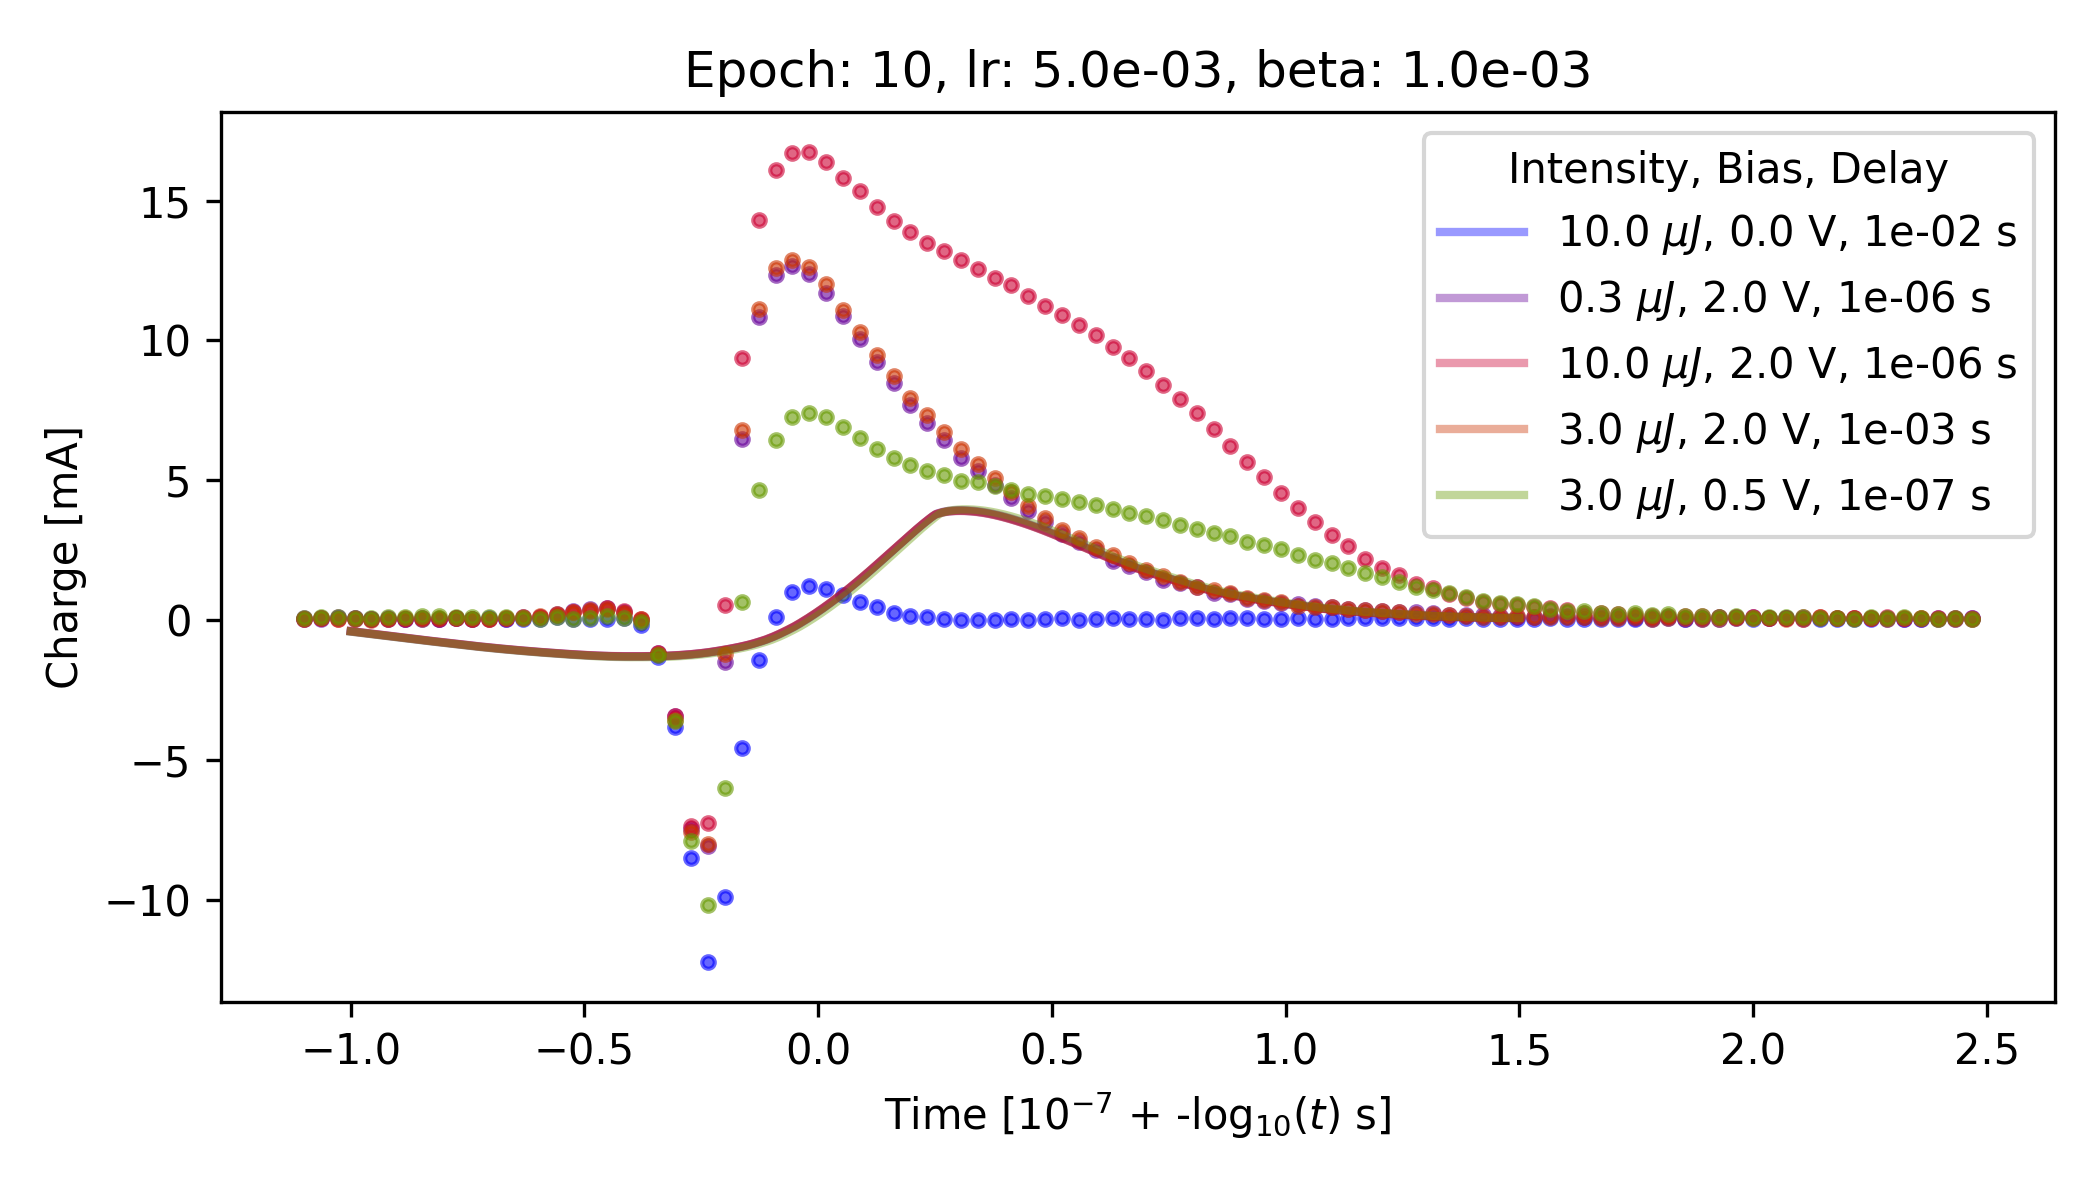 Epoch: 10, lr: 5.0e-03, beta: 1.0e-03
Intensity, Bias, Delay
10.0 μJ, 0.0 V, 1e-02 s
0.3 μJ, 2.0 V, 1e-06 s
10.0 μJ, 2.0 V, 1e-06 s
3.0 μJ, 2.0 V, 1e-03 s
3.0 μJ, 0.5 V, 1e-07 s
Charge [mA]
15
10
5
0
−5
−10
−1.0 −0.5 0.0 0.5 1.0 1.5 2.0 2.5
Time [10⁻⁷ + -log₁₀(t) s]